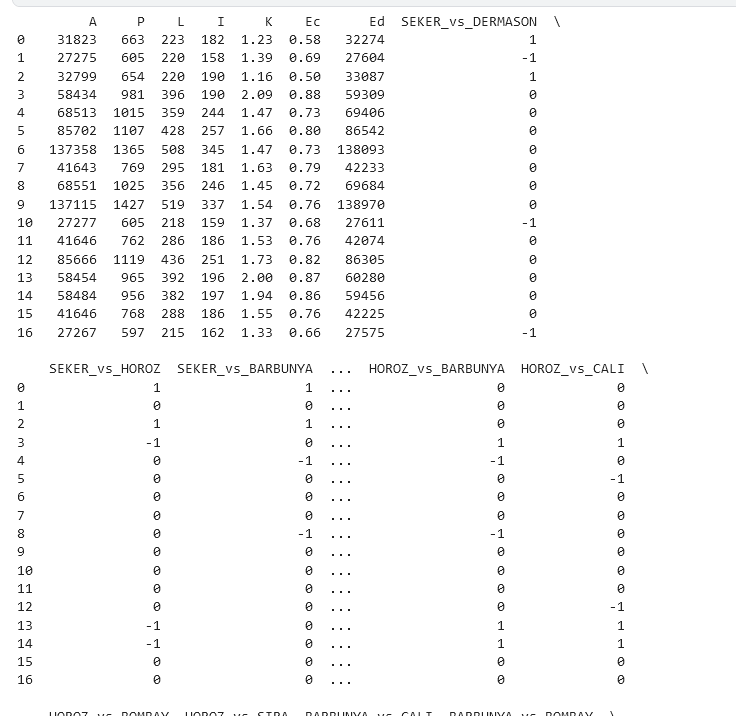 A P L I K Ec Ed SEKER_vs_DERMASON \
0 31823 663 223 182 1.23 0.58 32274 1
1 27275 605 220 158 1.39 0.69 27604 -1
2 32799 654 220 190 1.16 0.50 33087 1
3 58434 981 396 190 2.09 0.88 59309 0
4 68513 1015 359 244 1.47 0.73 69406 0
5 85702 1107 428 257 1.66 0.80 86542 0
6 137358 1365 508 345 1.47 0.73 138093 0
7 41643 769 295 181 1.63 0.79 42233 0
8 68551 1025 356 246 1.45 0.72 69684 0
9 137115 1427 519 337 1.54 0.76 138970 0
10 27277 605 218 159 1.37 0.68 27611 -1
11 41646 762 286 186 1.53 0.76 42074 0
12 85666 1119 436 251 1.73 0.82 86305 0
13 58454 965 392 196 2.00 0.87 60280 0
14 58484 956 382 197 1.94 0.86 59456 0
15 41646 768 288 186 1.55 0.76 42225 0
16 27267 597 215 162 1.33 0.66 27575 -1
SEKER_vs_HOROZ SEKER_vs_BARBUNYA ... HOROZ_vs_BARBUNYA HOROZ_vs_CALI \
0 1 1 ... 0 0
1 0 0 ... 0 0
2 1 1 ... 0 0
3 -1 0 ... 1 1
4 0 -1 ... -1 0
5 0 0 ... 0 -1
6 0 0 ... 0 0
7 0 0 ... 0 0
8 0 -1 ... -1 0
9 0 0 ... 0 0
10 0 0 ... 0 0
11 0 0 ... 0 0
12 0 0 ... 0 -1
13 -1 0 ... 1 1
14 -1 0 ... 1 1
15 0 0 ... 0 0
16 0 0 ... 0 0
HOROZ_vs_BOMBAY HOROZ_vs_SIRA BARBUNYA_vs_CALI BARBUNYA_vs_BOMBAY \